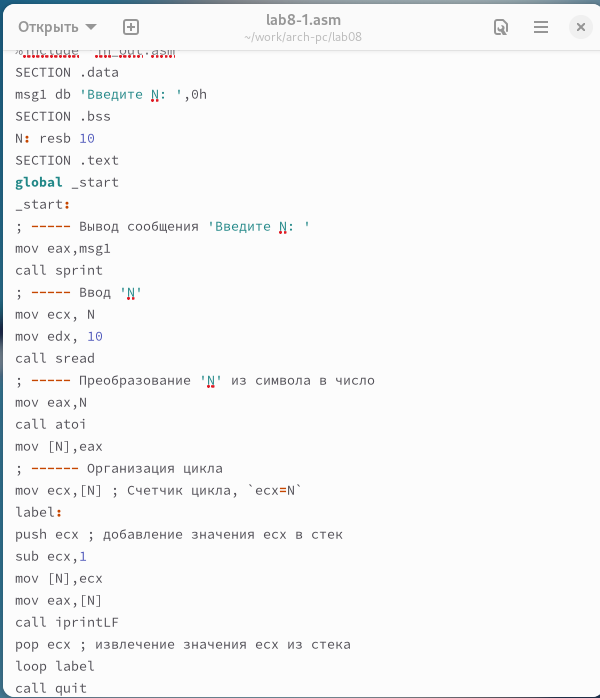 Открыть
lab8-1.asm
~/work/arch-pc/lab08
%include 'in_out.asm'
SECTION .data
msg1 db 'Введите N: ',0h
SECTION .bss
N: resb 10
SECTION .text
global _start
_start:
; ----- Вывод сообщения 'Введите N: '
mov eax,msg1
call sprint
; ----- Ввод 'N'
mov ecx, N
mov edx, 10
call sread
; ----- Преобразование 'N' из символа в число
mov eax,N
call atoi
mov [N],eax
; ------ Организация цикла
mov ecx,[N] ; Счетчик цикла, `ecx=N`
label:
push ecx ; добавление значения ecx в стек
sub ecx,1
mov [N],ecx
mov eax,[N]
call iprintLF
pop ecx ; извлечение значения ecx из стека
loop label
call quit